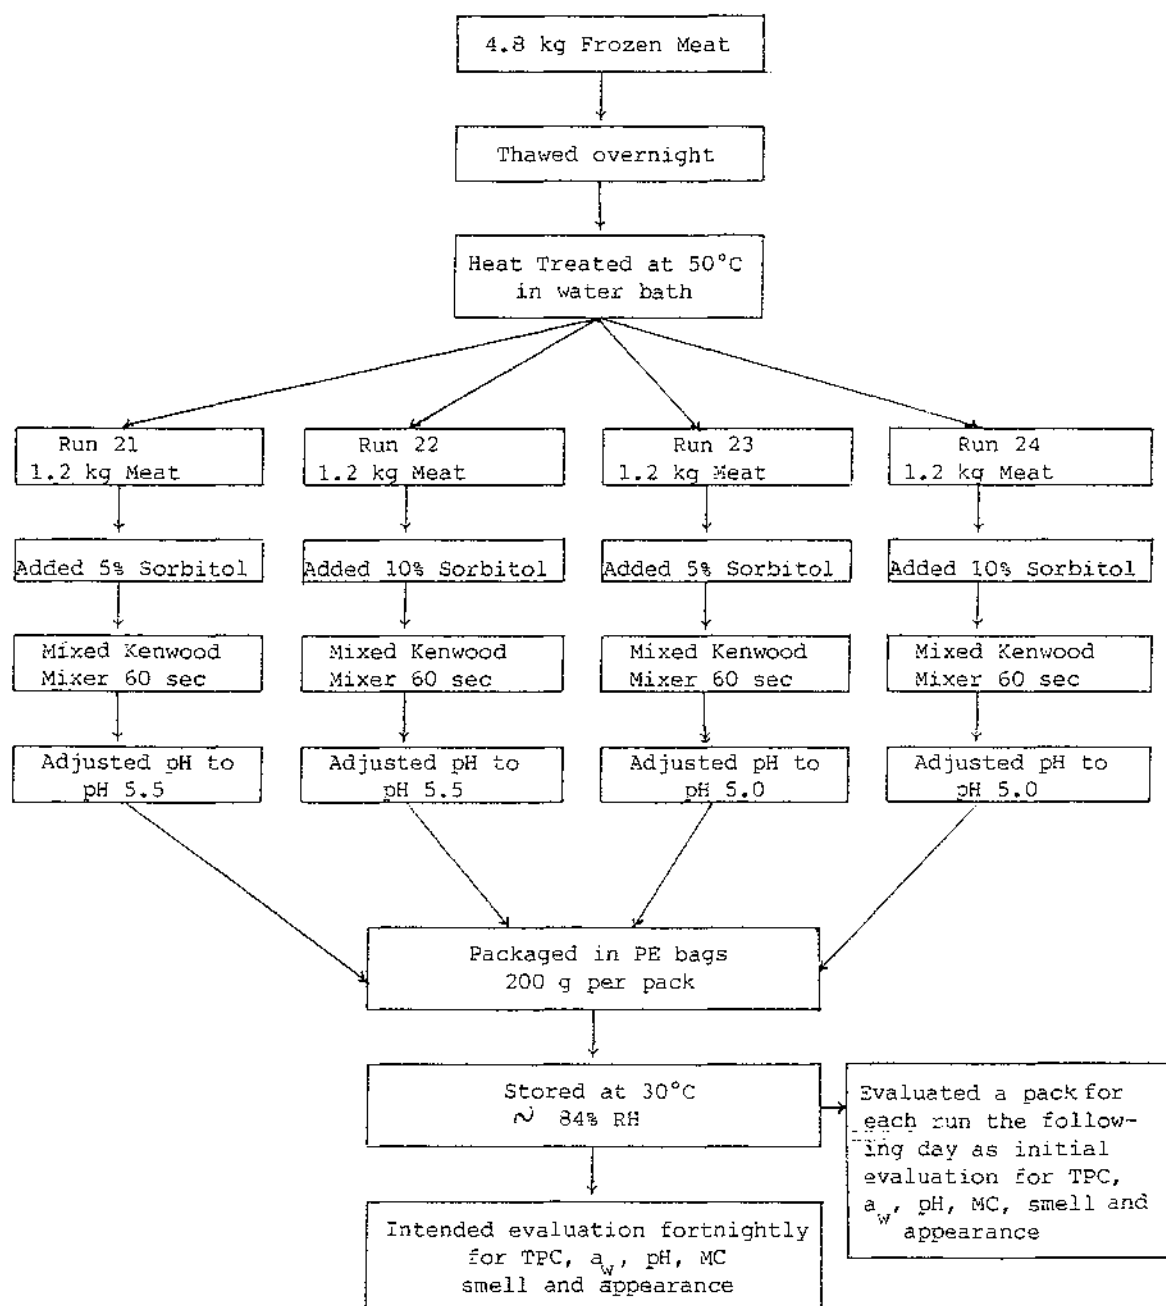 4.8 kg Frozen Meat
Thawed overnight
Heat Treated at 50°C
in water bath
Run 21
1.2 kg Meat
Run 22
1.2 kg Meat
Run 23
1.2 kg Meat
Run 24
1.2 kg Meat
Added 5% Sorbitol
Added 10% Sorbitol
Added 5% Sorbitol
Added 10% Sorbitol
Mixed Kenwood
Mixer 60 sec
Mixed Kenwood
Mixer 60 sec
Mixed Kenwood
Mixer 60 sec
Mixed Kenwood
Mixer 60 sec
Adjusted pH to
pH 5.5
Adjusted pH to
pH 5.5
Adjusted pH to
pH 5.0
Adjusted pH to
pH 5.0
Packaged in PE bags
200 g per pack
Stored at 30°C
~ 84% RH
Evaluated a pack for
each run the follow-
ing day as initial
evaluation for TPC,
a_w, pH, MC, smell and
appearance
Intended evaluation fortnightly
for TPC, a_w, pH, MC
smell and appearance